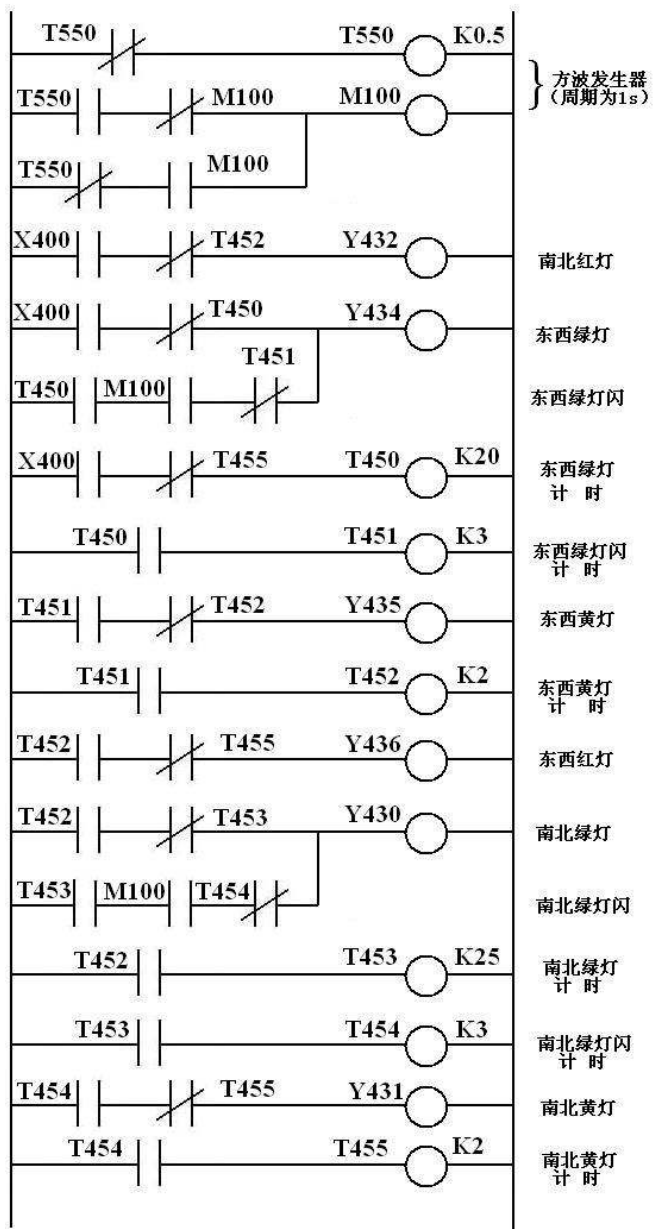 T550 T550 K0.5
方波发生器
(周期为1s)
T550 M100 M100
T550 M100
X400 T452 Y432
南北红灯
X400 T450 Y434
东西绿灯
T451
T450 M100
东西绿灯闪
X400 T455 T450 K20
东西绿灯
计 时
T450 T451 K3
东西绿灯闪
计 时
T451 T452 Y435
东西黄灯
T451 T452 K2
东西黄灯
计 时
T452 T455 Y436
东西红灯
T452 T453 Y430
南北绿灯
T453 M100 T454
南北绿灯闪
T452 T453 K25
南北绿灯
计 时
T453 T454 K3
南北绿灯闪
计 时
T454 T455 Y431
南北黄灯
T454 T455 K2
南北黄灯
计 时